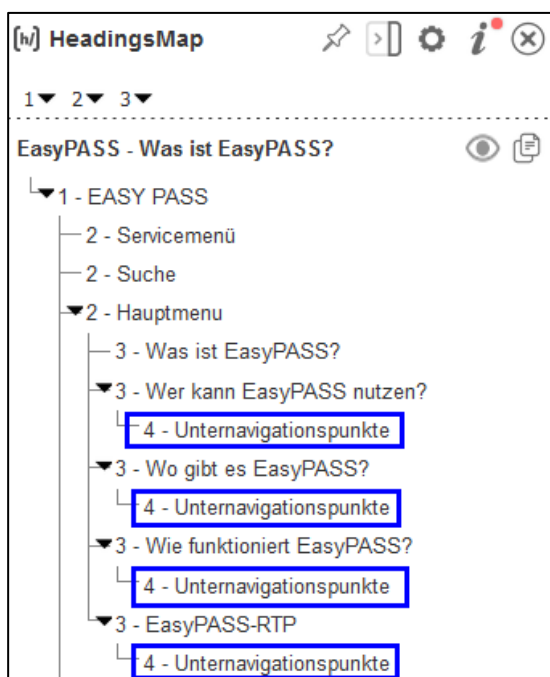 [h/] HeadingsMap i
1 2 3
EasyPASS - Was ist EasyPASS?
1 - EASY PASS
2 - Servicemenü
2 - Suche
2 - Hauptmenu
3 - Was ist EasyPASS?
3 - Wer kann EasyPASS nutzen?
4 - Unternavigationspunkte
3 - Wo gibt es EasyPASS?
4 - Unternavigationspunkte
3 - Wie funktioniert EasyPASS?
4 - Unternavigationspunkte
3 - EasyPASS-RTP
4 - Unternavigationspunkte